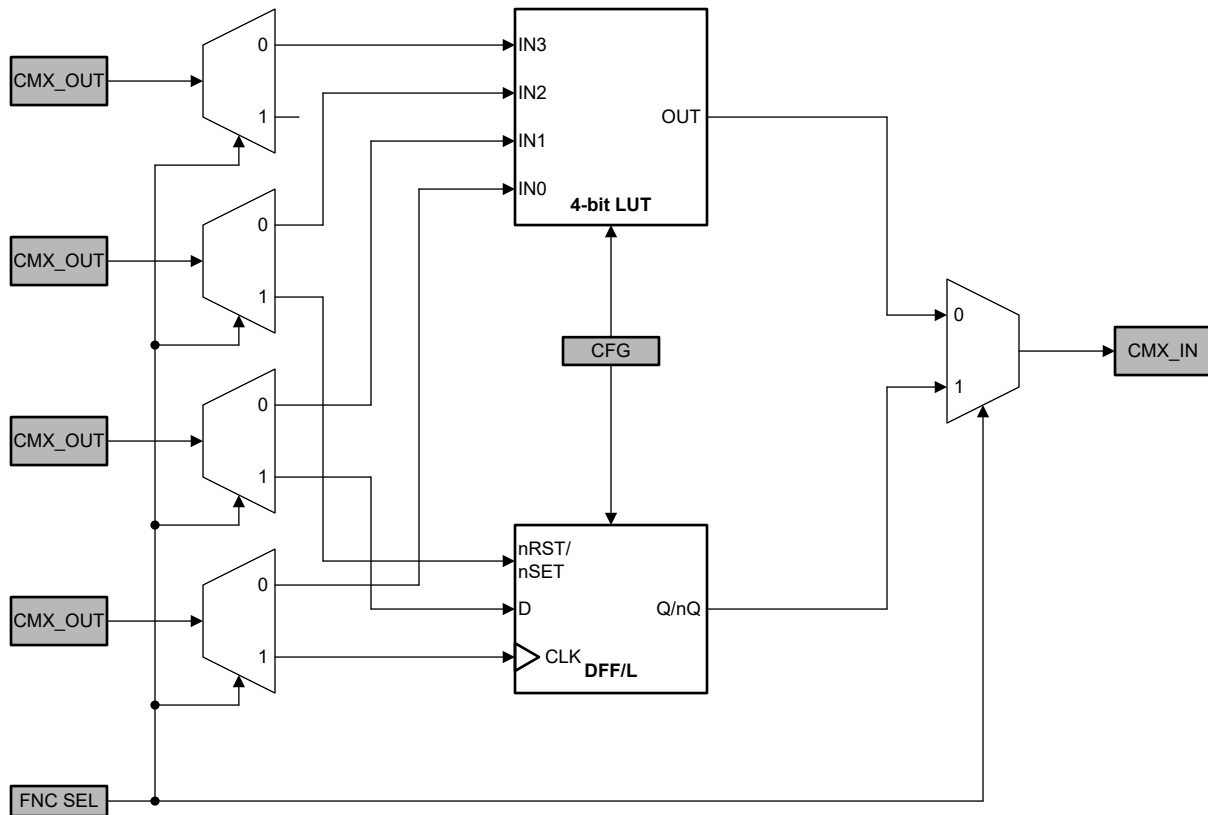 0
IN3
CMX_OUT
IN2
1
OUT
IN1
IN0
4-bit LUT
0
CMX_OUT
1
0
CFG
CMX_IN
1
0
CMX_OUT
1
nRST/
nSET
0
D
Q/nQ
CMX_OUT
1
CLK
DFF/L
FNC SEL